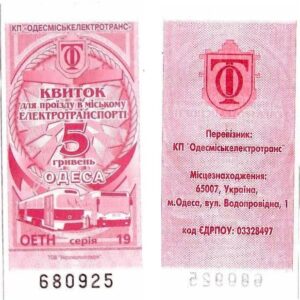 КП "ОДЕСМІСЬКЕЛЕКТРОТРАНС"
КВИТОК
для проїзду в міському
ЕЛЕКТРОТРАНСПОРТІ
5
гривень
ОДЕСА
ОЕТН серія 19
680925
Перевізник:
КП "Одесміськелектротранс"
Місцезнаходження:
65007, Україна,
м.Одеса, вул. Водопровідна, 1
код ЄДРПОУ: 03328497